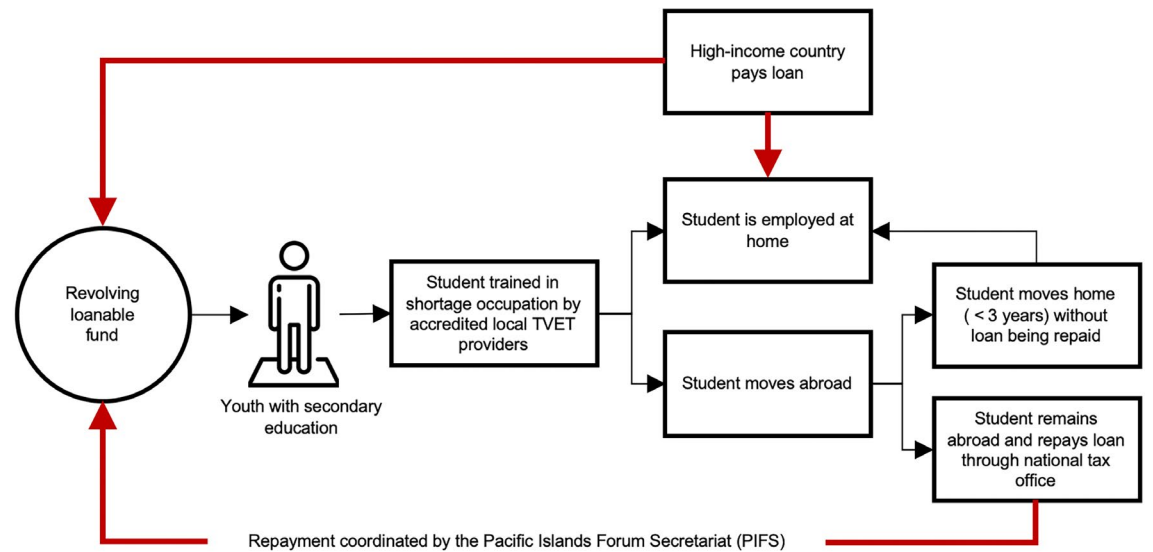 High-income country
pays loan
Revolving
loanable
fund
Youth with secondary
education
Student trained in
shortage occupation by
accredited local TVET
providers
Student is employed at
home
Student moves abroad
Student moves home
( < 3 years) without
loan being repaid
Student remains
abroad and repays loan
through national tax
office
Repayment coordinated by the Pacific Islands Forum Secretariat (PIFS)